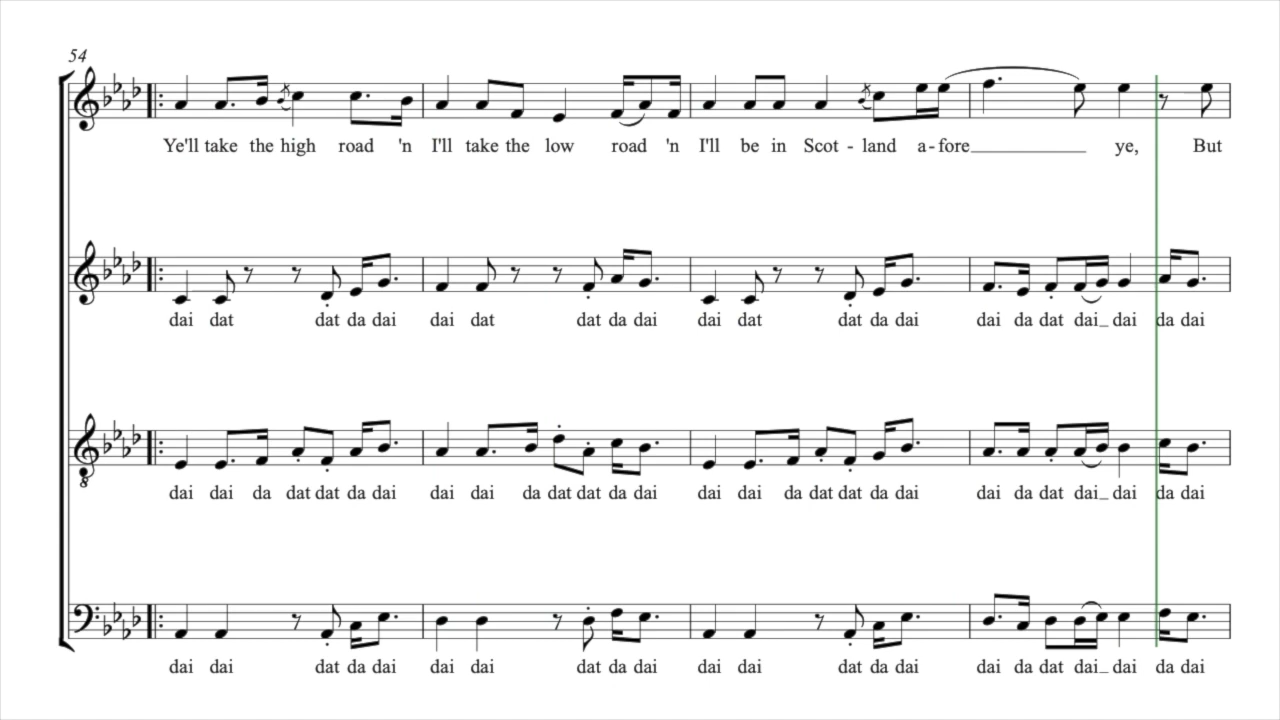 54
Ye'll take the high road 'n I'll take the low road 'n I'll be in Scot - land a - fore ye, But
dai dat dat da dai dai dat dat da dai dai dat dat da dai dai da dat dai dai da dai
dai dai da dat dat da dai dai dai da dat dat da dai dai dai da dat dat da dai dai da dat dai dai da dai
8
dai dai dat da dai dai dai dat da dai dai dai dat da dai dai da dat dai dai da dai